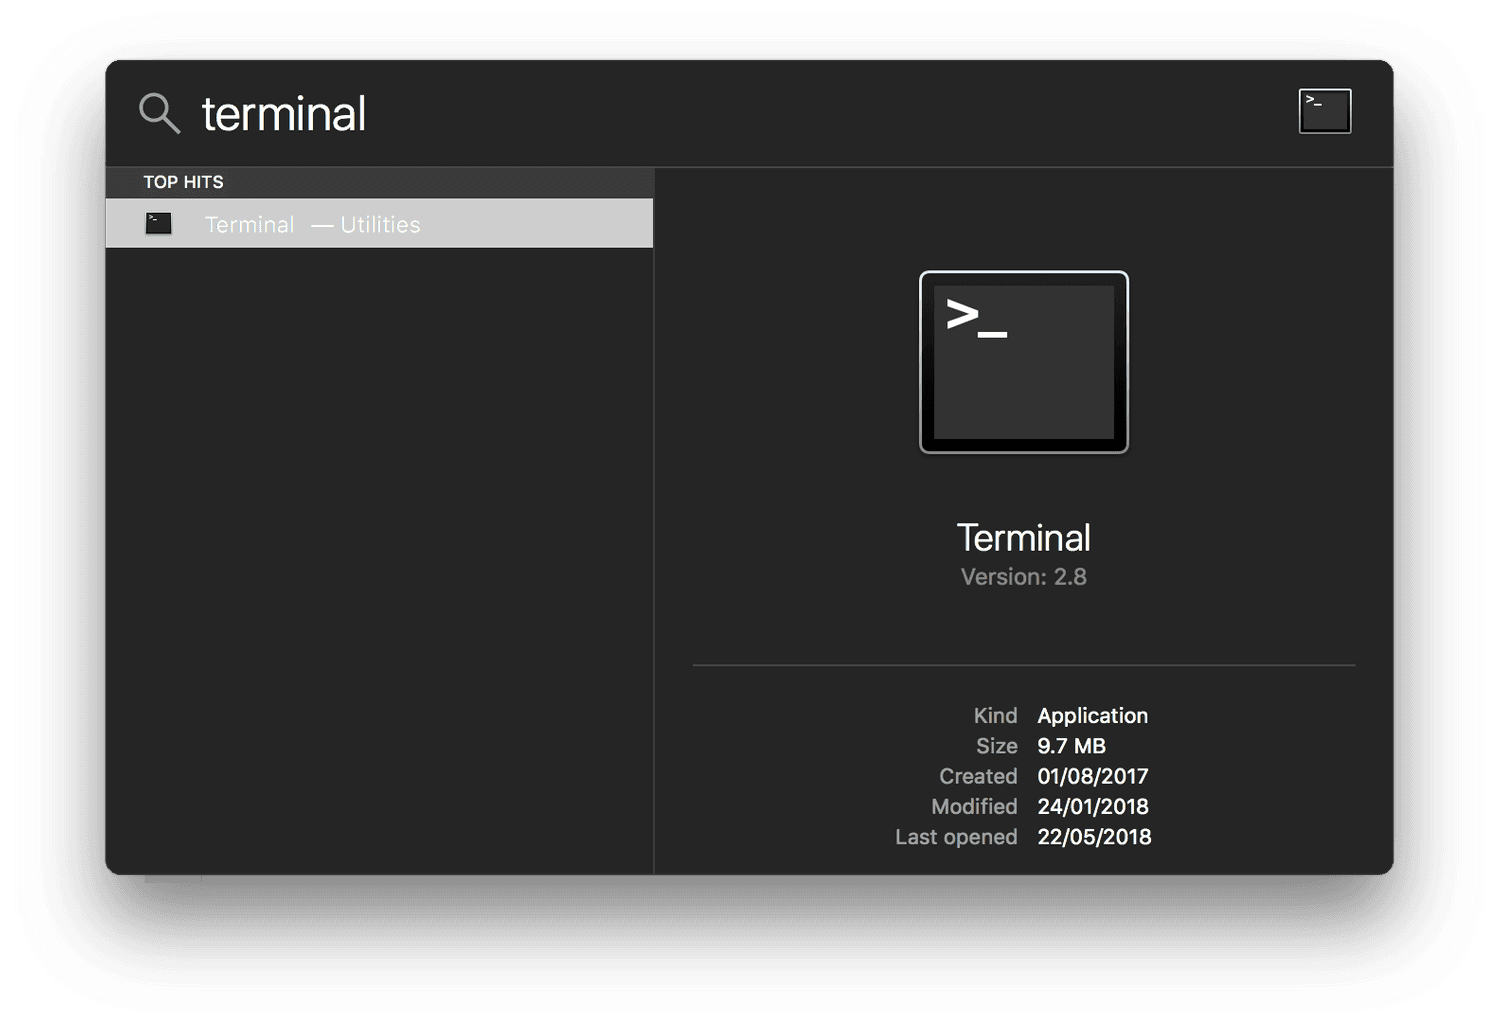 terminal
>_
TOP HITS
>_ Terminal — Utilities
>_
Terminal
Version: 2.8
Kind Application
Size 9.7 MB
Created 01/08/2017
Modified 24/01/2018
Last opened 22/05/2018